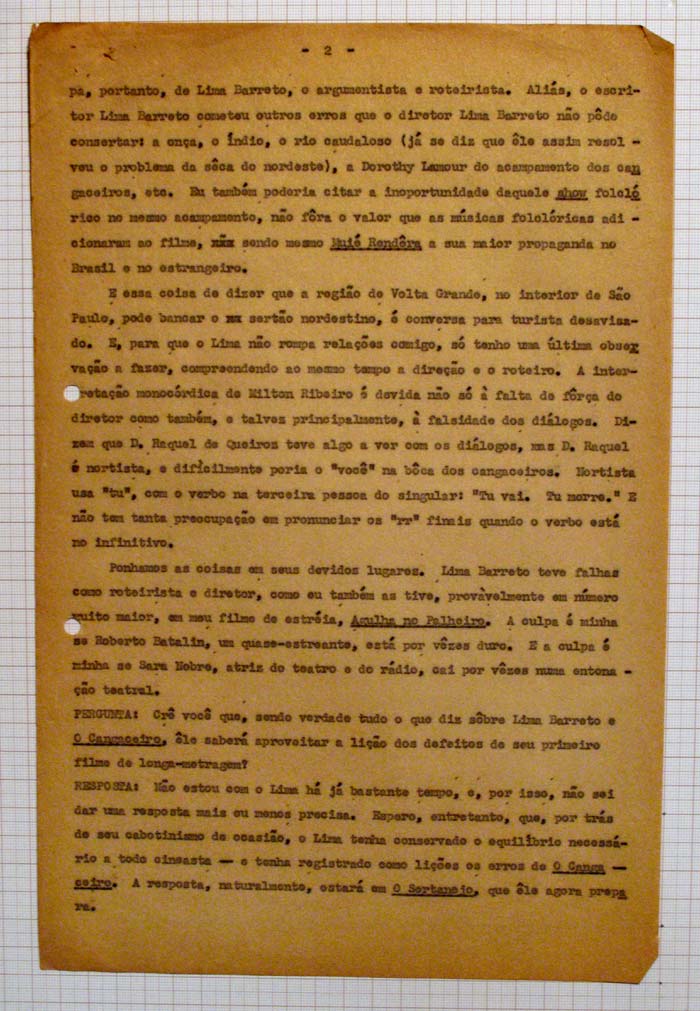 - 2 -
pa, portanto, de Lima Barreto, o argumentista e roteirista. Aliás, o escri-
tor Lima Barreto cometeu outros erros que o diretor Lima Barreto não pôde
consertar: a onça, o índio, o rio caudaloso (já se diz que êle assim resol -
veu o problema da sêca do nordeste), a Dorothy Lamour do acampamento dos can
gaceiros, etc. Eu também poderia citar a inoportunidade daquele show folcló
rico no mesmo acampamento, não fôra o valor que as músicas folclóricas adi -
cionaram ao filme, xxx sendo mesmo Muié Rendêra a sua maior propaganda no
Brasil e no estrangeiro.
E essa coisa de dizer que a região de Volta Grande, no interior de São
Paulo, pode bancar o xx sertão nordestino, é conversa para turista desavisa-
do. E, para que o Lima não rompa relações comigo, só tenho uma última obser
vação a fazer, compreendendo ao mesmo tempo a direção e o roteiro. A inter-
pretação monocórdica de Milton Ribeiro é devida não só à falta de fôrça do
diretor como também, e talvez principalmente, à falsidade dos diálogos. Di-
zem que D. Raquel de Queiroz teve algo a ver com os diálogos, mas D. Raquel
é nortista, e dificilmente poria o "você" na bôca dos cangaceiros. Nortista
usa "tu", com o verbo na terceira pessoa do singular: "Tu vai. Tu morre." E
não tem tanta preocupação em pronunciar os "rr" finais quando o verbo está
no infinitivo.
Ponhamos as coisas em seus devidos lugares. Lima Barreto teve falhas
como roteirista e diretor, como eu também as tive, provàvelmente em número
muito maior, em meu filme de estréia, Agulha no Palheiro. A culpa é minha
se Roberto Batalin, um quase-estreante, está por vêzes duro. E a culpa é
minha se Sara Nobre, atriz de teatro e de rádio, cai por vêzes numa entona -
ção teatral.
PERGUNTA: Crê você que, sendo verdade tudo o que diz sôbre Lima Barreto e
O Cangaceiro, êle saberá aproveitar a lição dos defeitos de seu primeiro
filme de longa-metragem?
RESPOSTA: Não estou com o Lima há já bastante tempo, e, por isso, não sei
dar uma resposta mais ou menos precisa. Espero, entretanto, que, por trás
de seu cabotinismo de ocasião, o Lima tenha conservado o equilíbrio necessá-
rio a todo cineasta — e tenha registrado como lições os erros de O Canga —
ceiro. A resposta, naturalmente, estará em O Sertanejo, que êle agora prepa
ra.